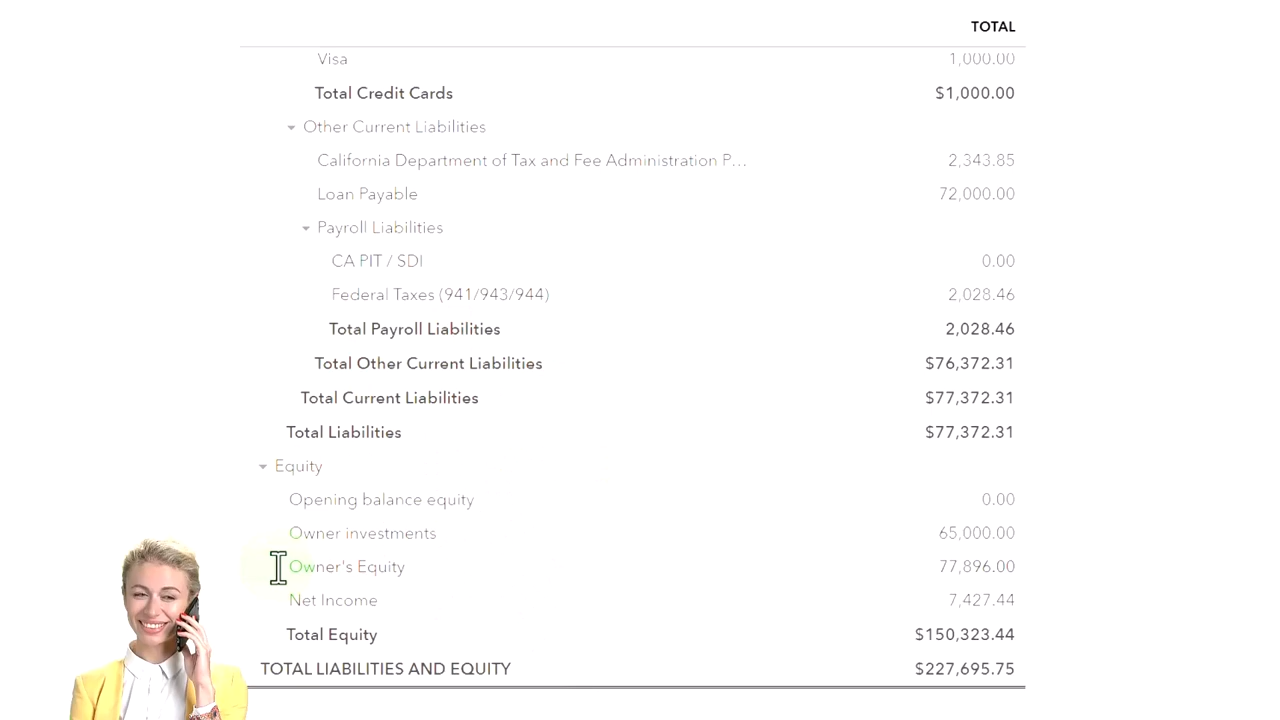 TOTAL
Visa 1,000.00
Total Credit Cards $1,000.00
Other Current Liabilities
California Department of Tax and Fee Administration P... 2,343.85
Loan Payable 72,000.00
Payroll Liabilities
CA PIT / SDI 0.00
Federal Taxes (941/943/944) 2,028.46
Total Payroll Liabilities 2,028.46
Total Other Current Liabilities $76,372.31
Total Current Liabilities $77,372.31
Total Liabilities $77,372.31
Equity
Opening balance equity 0.00
Owner investments 65,000.00
Owner's Equity 77,896.00
Net Income 7,427.44
Total Equity $150,323.44
TOTAL LIABILITIES AND EQUITY $227,695.75